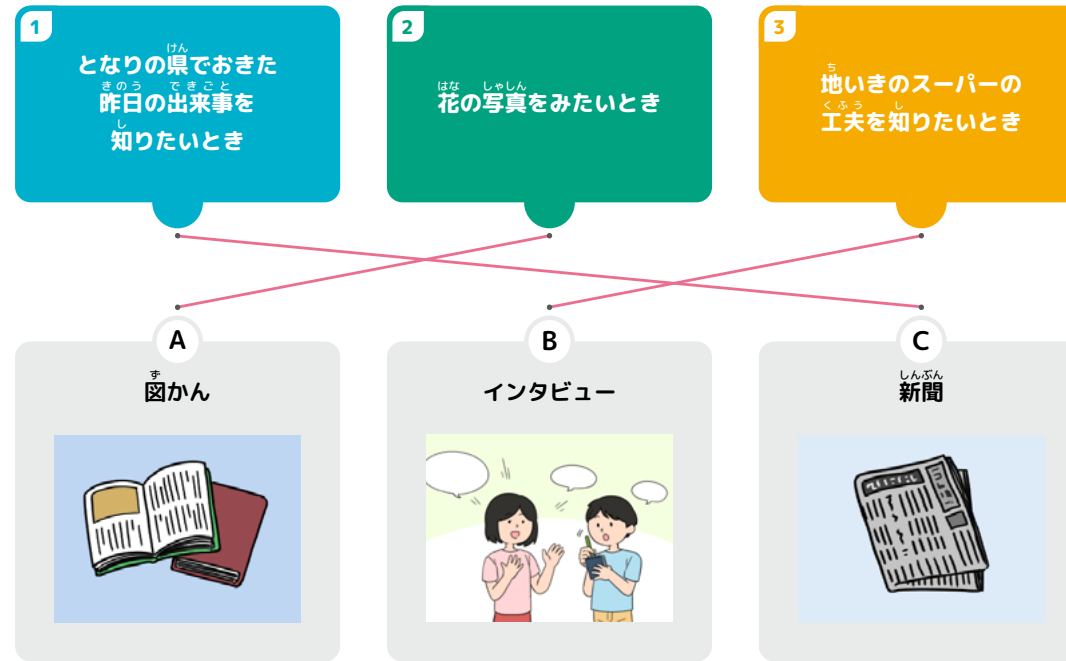 1
となりの県でおきた
昨日の出来事を
知りたいとき
2
花の写真をみたいとき
3
地いきのスーパーの
工夫を知りたいとき
A
図かん
B
インタビュー
C
新聞